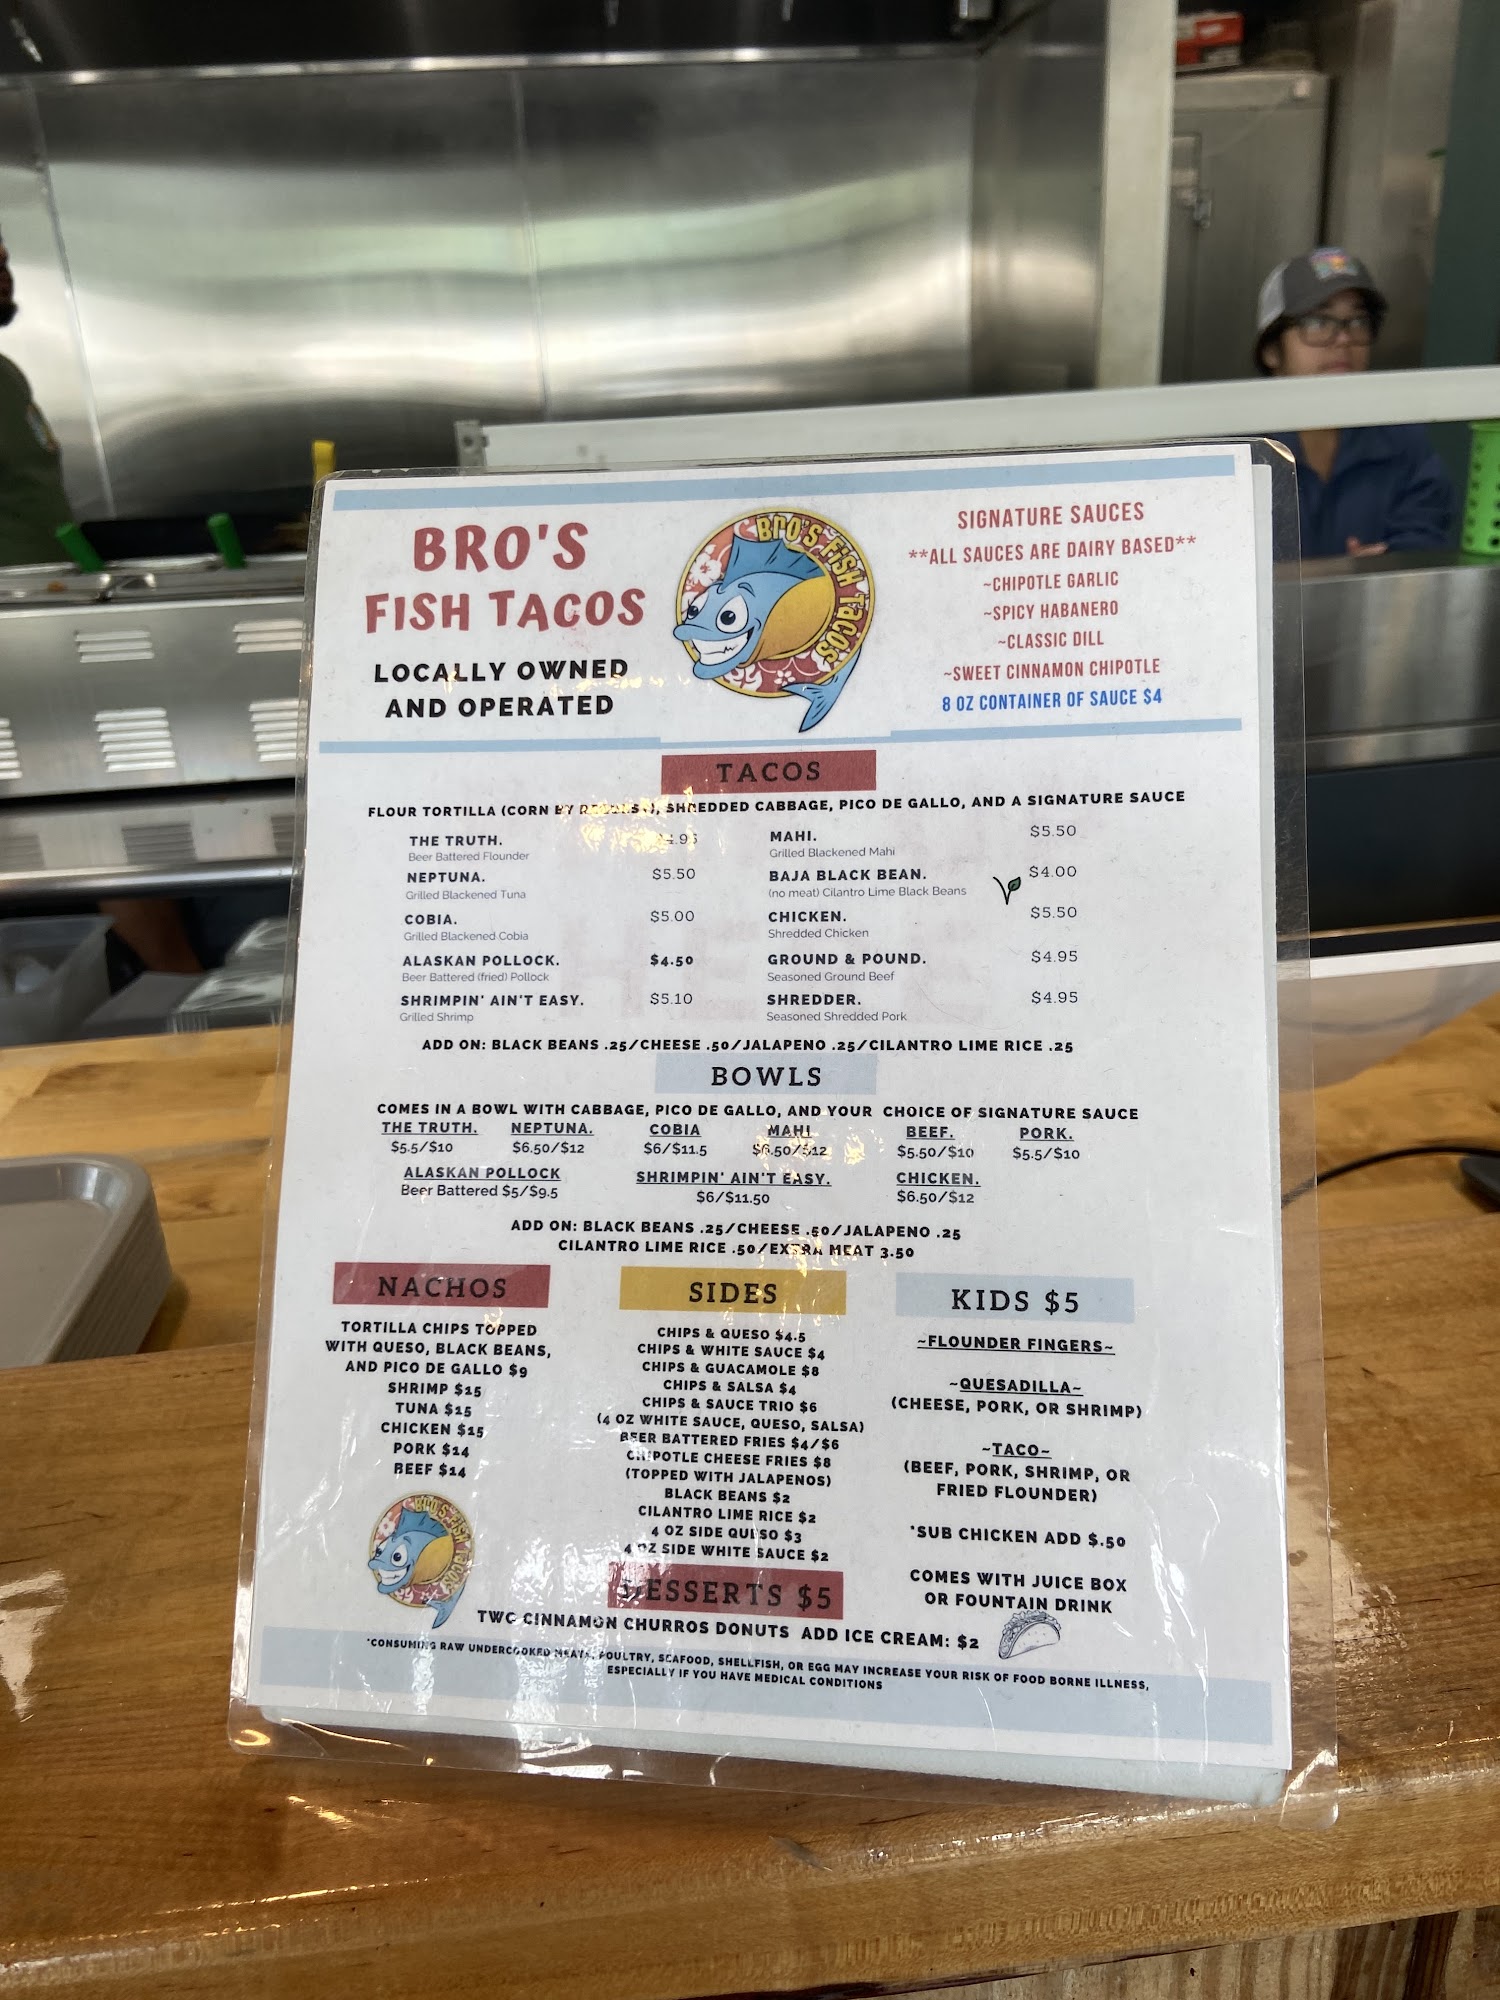 BRO'S
FISH TACOS
LOCALLY OWNED
AND OPERATED
BRO'S FISH TACOS
SIGNATURE SAUCES
**ALL SAUCES ARE DAIRY BASED**
~CHIPOTLE GARLIC
~SPICY HABANERO
~CLASSIC DILL
~SWEET CINNAMON CHIPOTLE
8 OZ CONTAINER OF SAUCE $4
TACOS
FLOUR TORTILLA (CORN BY REQUEST), SHREDDED CABBAGE, PICO DE GALLO, AND A SIGNATURE SAUCE
THE TRUTH. $4.95
Beer Battered Flounder
NEPTUNA. $5.50
Grilled Blackened Tuna
COBIA. $5.00
Grilled Blackened Cobia
ALASKAN POLLOCK. $4.50
Beer Battered (fried) Pollock
SHRIMPIN' AIN'T EASY. $5.10
Grilled Shrimp
MAHI. $5.50
Grilled Blackened Mahi
BAJA BLACK BEAN. $4.00
(no meat) Cilantro Lime Black Beans
CHICKEN. $5.50
Shredded Chicken
GROUND & POUND. $4.95
Seasoned Ground Beef
SHREDDER. $4.95
Seasoned Shredded Pork
ADD ON: BLACK BEANS .25/CHEESE .50/JALAPENO .25/CILANTRO LIME RICE .25
BOWLS
COMES IN A BOWL WITH CABBAGE, PICO DE GALLO, AND YOUR CHOICE OF SIGNATURE SAUCE
THE TRUTH. NEPTUNA. COBIA MAHI BEEF. PORK.
$5.5/$10 $6.50/$12 $6/$11.5 $6.50/$12 $5.50/$10 $5.5/$10
ALASKAN POLLOCK SHRIMPIN' AIN'T EASY. CHICKEN.
Beer Battered $5/$9.5 $6/$11.50 $6.50/$12
ADD ON: BLACK BEANS .25/CHEESE .50/JALAPENO .25
CILANTRO LIME RICE .50/EXTRA MEAT 3.50
NACHOS
TORTILLA CHIPS TOPPED
WITH QUESO, BLACK BEANS,
AND PICO DE GALLO $9
SHRIMP $15
TUNA $15
CHICKEN $15
PORK $14
BEEF $14
BRO'S FISH TACOS
SIDES
CHIPS & QUESO $4.5
CHIPS & WHITE SAUCE $4
CHIPS & GUACAMOLE $8
CHIPS & SALSA $4
CHIPS & SAUCE TRIO $6
(4 OZ WHITE SAUCE, QUESO, SALSA)
BEER BATTERED FRIES $4/$6
CHIPOTLE CHEESE FRIES $8
(TOPPED WITH JALAPENOS)
BLACK BEANS $2
CILANTRO LIME RICE $2
4 OZ SIDE QUESO $3
4 OZ SIDE WHITE SAUCE $2
KIDS $5
~FLOUNDER FINGERS~
~QUESADILLA~
(CHEESE, PORK, OR SHRIMP)
~TACO~
(BEEF, PORK, SHRIMP, OR
FRIED FLOUNDER)
*SUB CHICKEN ADD $.50
COMES WITH JUICE BOX
OR FOUNTAIN DRINK
DESSERTS $5
TWO CINNAMON CHURROS DONUTS ADD ICE CREAM: $2
*CONSUMING RAW UNDERCOOKED MEATS, POULTRY, SEAFOOD, SHELLFISH, OR EGG MAY INCREASE YOUR RISK OF FOOD BORNE ILLNESS,
ESPECIALLY IF YOU HAVE MEDICAL CONDITIONS